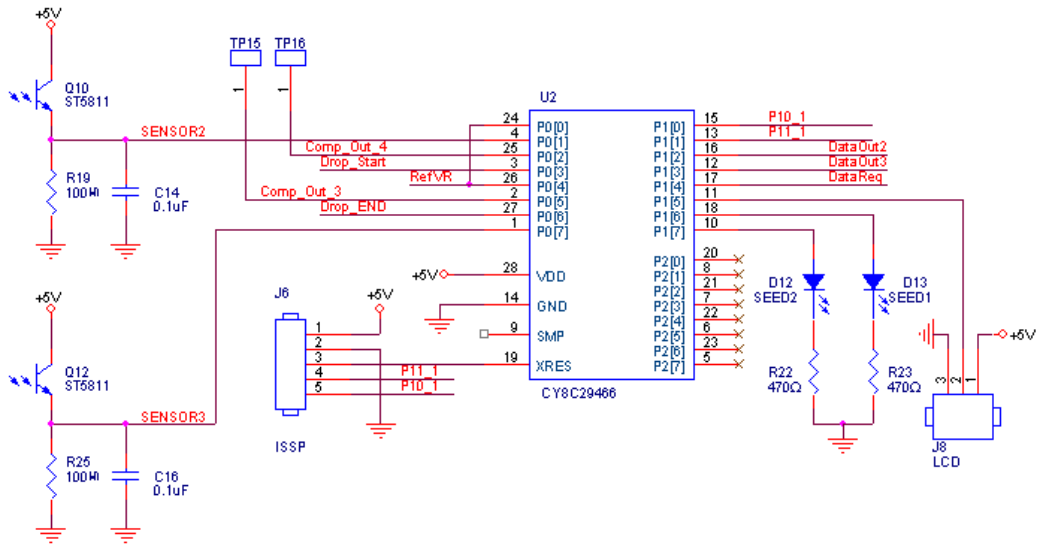 +5V
Q10
ST5811
SENSOR2
R19
100KΩ
C14
0.1uF
TP15
TP16
1
1
Comp_Out_4
Drop_Start
RefVR
Comp_Out_3
Drop_END
U2
24 P0[0]
4 P0[1]
25 P0[2]
3 P0[3]
26 P0[4]
2 P0[5]
27 P0[6]
1 P0[7]
+5V
28 VDD
14 GND
9 SMP
19 XRES
P1[0] 15 P10_1
P1[1] 13 P11_1
P1[2] 16 DataOut2
P1[3] 12 DataOut3
P1[4] 17 DataReq
P1[5] 11
P1[6] 18
P1[7] 10
P2[0] 20
P2[1] 8
P2[2] 21
P2[3] 7
P2[4] 22
P2[5] 6
P2[6] 23
P2[7] 5
CY8C29466
D12
SEED2
D13
SEED1
R22
470Ω
R23
470Ω
+5V
3 2 1
J8
LCD
J6
+5V
1
2
3
4 P11_1
5 P10_1
ISSP
+5V
Q12
ST5811
SENSOR3
R25
100KΩ
C16
0.1uF